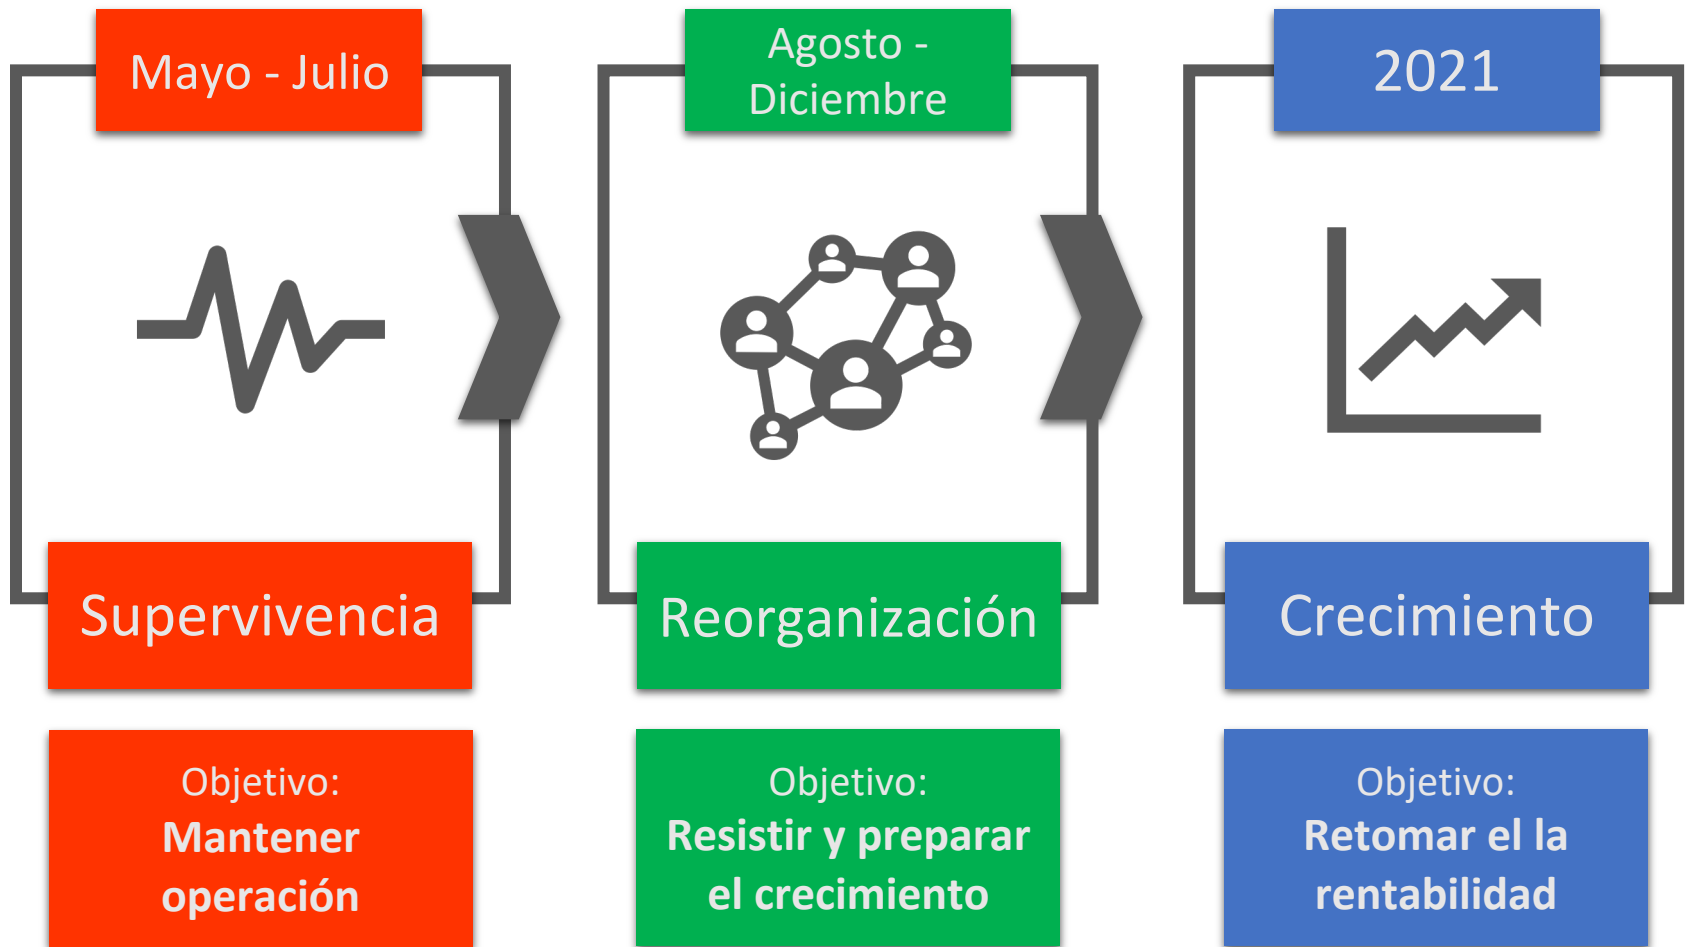 Mayo - Julio
Agosto -
Diciembre
2021
Supervivencia
Reorganización
Crecimiento
Objetivo:
Mantener
operación
Objetivo:
Resistir y preparar
el crecimiento
Objetivo:
Retomar el la
rentabilidad